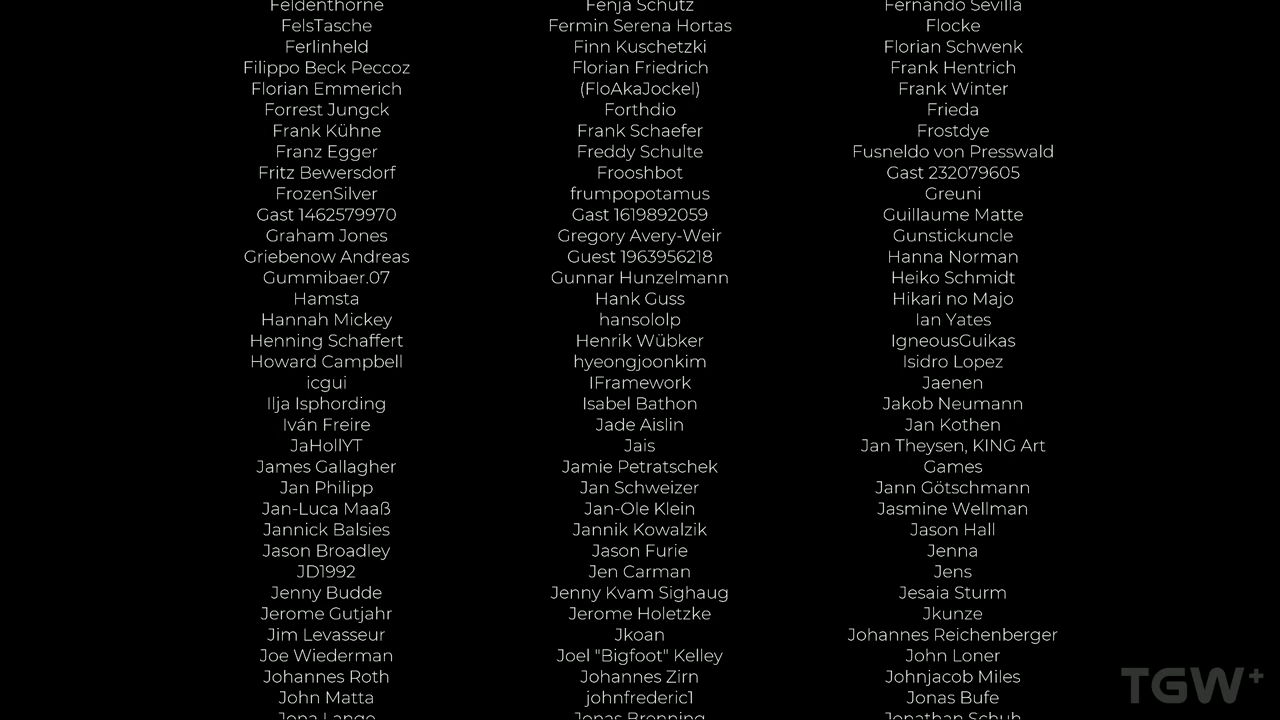 Feldenthorne
Fenja Schütz
Fernando Sevilla
FelsTasche
Fermin Serena Hortas
Flocke
Ferlinheld
Finn Kuschetzki
Florian Schwenk
Filippo Beck Peccoz
Florian Friedrich
Frank Hentrich
Florian Emmerich
(FloAkaJockel)
Frank Winter
Forrest Jungck
Forthdio
Frieda
Frank Kühne
Frank Schaefer
Frostdye
Franz Egger
Freddy Schulte
Fusneldo von Presswald
Fritz Bewersdorf
Frooshbot
Gast 232079605
FrozenSilver
frumpopotamus
Greuni
Gast 1462579970
Gast 1619892059
Guillaume Matte
Graham Jones
Gregory Avery-Weir
Gunstickuncle
Griebenow Andreas
Guest 1963956218
Hanna Norman
Gummibaer.07
Gunnar Hunzelmann
Heiko Schmidt
Hamsta
Hank Guss
Hikari no Majo
Hannah Mickey
hansololp
Ian Yates
Henning Schaffert
Henrik Wübker
IgneousGuikas
Howard Campbell
hyeongjoonkim
Isidro Lopez
icgui
IFramework
Jaenen
Ilja Isphording
Isabel Bathon
Jakob Neumann
Iván Freire
Jade Aislin
Jan Kothen
JaHollYT
Jais
Jan Theysen, KING Art
James Gallagher
Jamie Petratschek
Games
Jan Philipp
Jan Schweizer
Jann Götschmann
Jan-Luca Maaß
Jan-Ole Klein
Jasmine Wellman
Jannick Balsies
Jannik Kowalzik
Jason Hall
Jason Broadley
Jason Furie
Jenna
JD1992
Jen Carman
Jens
Jenny Budde
Jenny Kvam Sighaug
Jesaia Sturm
Jerome Gutjahr
Jerome Holetzke
Jkunze
Jim Levasseur
Jkoan
Johannes Reichenberger
Joe Wiederman
Joel "Bigfoot" Kelley
John Loner
Johannes Roth
Johannes Zirn
Johnjacob Miles
John Matta
johnfrederic1
Jonas Bufe
Jona Lange
Jonas Brenning
Jonathan Schuh
TGW+